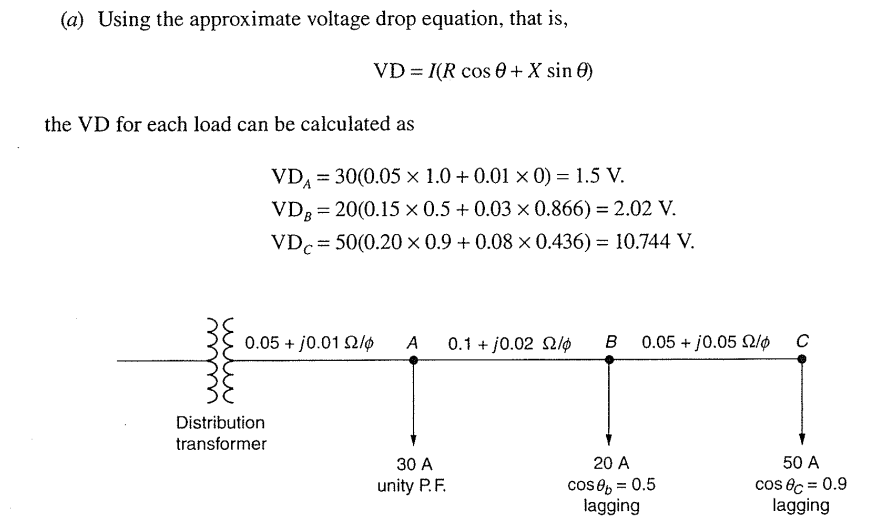 (a) Using the approximate voltage drop equation, that is,
VD = I(R cos θ + X sin θ)
the VD for each load can be calculated as
VD_A = 30(0.05 × 1.0 + 0.01 × 0) = 1.5 V.
VD_B = 20(0.15 × 0.5 + 0.03 × 0.866) = 2.02 V.
VD_C = 50(0.20 × 0.9 + 0.08 × 0.436) = 10.744 V.
0.05 + j0.01 Ω/ϕ A 0.1 + j0.02 Ω/ϕ B 0.05 + j0.05 Ω/ϕ C
Distribution
transformer
30 A
unity P.F.
20 A
cos θ_b = 0.5
lagging
50 A
cos θ_C = 0.9
lagging